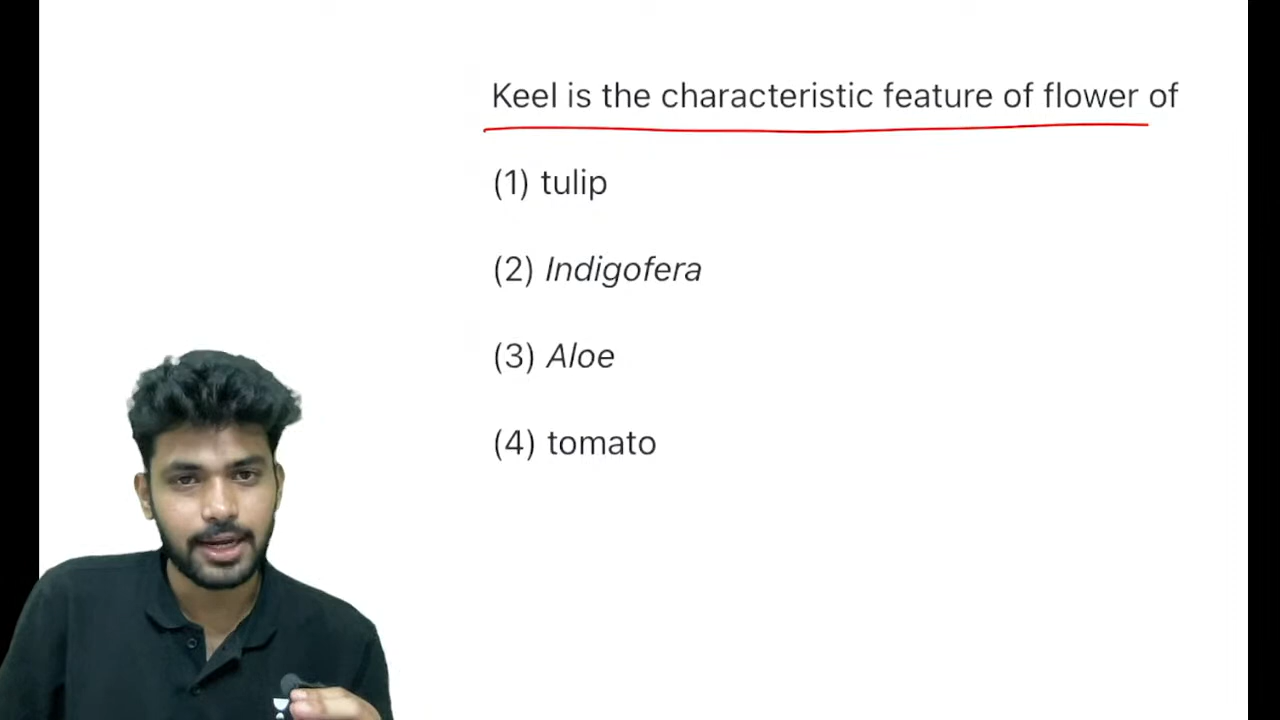 Keel is the characteristic feature of flower of
(1) tulip
(2) Indigofera
(3) Aloe
(4) tomato